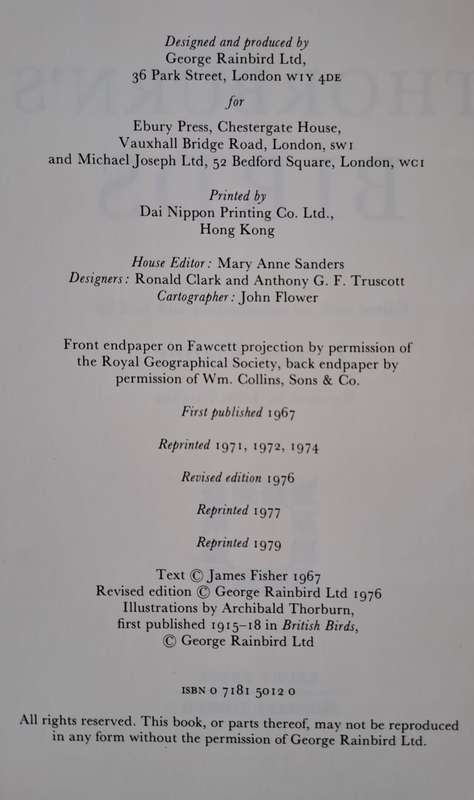 Designed and produced by
George Rainbird Ltd,
36 Park Street, London W1Y 4DE
for
Ebury Press, Chestergate House,
Vauxhall Bridge Road, London, SW1
and Michael Joseph Ltd, 52 Bedford Square, London, WC1
Printed by
Dai Nippon Printing Co. Ltd.,
Hong Kong
House Editor: Mary Anne Sanders
Designers: Ronald Clark and Anthony G. F. Truscott
Cartographer: John Flower
Front endpaper on Fawcett projection by permission of
the Royal Geographical Society, back endpaper by
permission of Wm. Collins, Sons & Co.
First published 1967
Reprinted 1971, 1972, 1974
Revised edition 1976
Reprinted 1977
Reprinted 1979
Text © James Fisher 1967
Revised edition © George Rainbird Ltd 1976
Illustrations by Archibald Thorburn,
first published 1915–18 in British Birds,
© George Rainbird Ltd
ISBN 0 7181 5012 0
All rights reserved. This book, or parts thereof, may not be reproduced
in any form without the permission of George Rainbird Ltd.